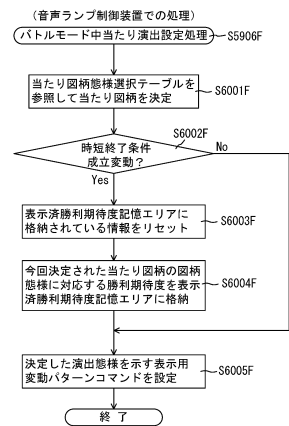 （音声ランプ制御装置での処理）
バトルモード中当たり演出設定処理
S5906F
当たり図柄態様選択テーブルを
参照して当たり図柄を決定
S6001F
S6002F
時短終了条件
成立変動？
No
Yes
表示済勝利期待度記憶エリアに
格納されている情報をリセット
S6003F
今回決定された当たり図柄の図柄
態様に対応する勝利期待度を表示
済勝利期待度記憶エリアに格納
S6004F
決定した演出態様を示す表示用
変動パターンコマンドを設定
S6005F
終了